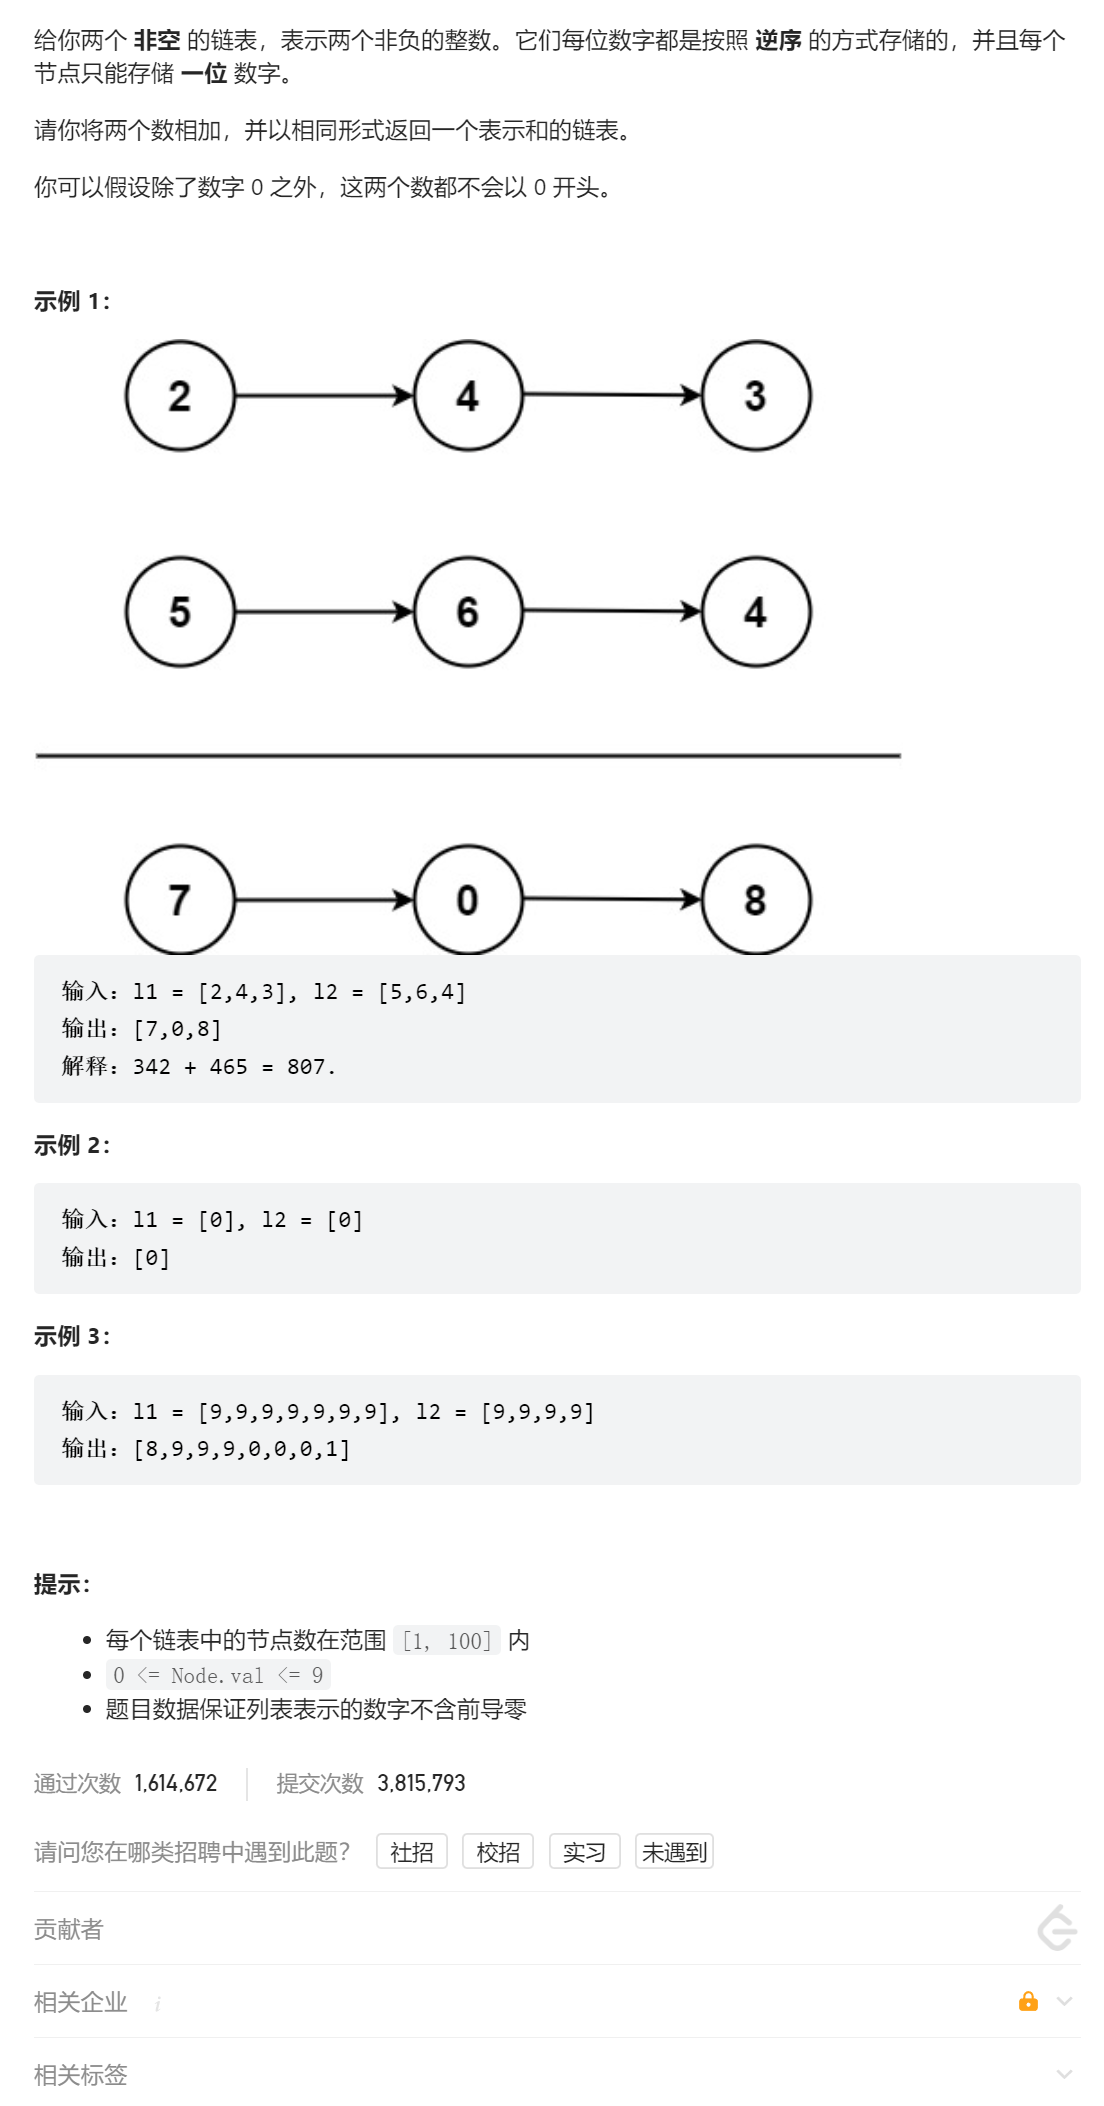 给你两个 非空 的链表，表示两个非负的整数。它们每位数字都是按照 逆序 的方式存储的，并且每个
节点只能存储 一位 数字。
请你将两个数相加，并以相同形式返回一个表示和的链表。
你可以假设除了数字 0 之外，这两个数都不会以 0 开头。
示例 1：
2 4 3
5 6 4
7 0 8
输入：l1 = [2,4,3], l2 = [5,6,4]
输出：[7,0,8]
解释：342 + 465 = 807.
示例 2：
输入：l1 = [0], l2 = [0]
输出：[0]
示例 3：
输入：l1 = [9,9,9,9,9,9,9], l2 = [9,9,9,9]
输出：[8,9,9,9,0,0,0,1]
提示：
每个链表中的节点数在范围 [1, 100] 内
0 <= Node.val <= 9
题目数据保证列表表示的数字不含前导零
通过次数 1,614,672 提交次数 3,815,793
请问您在哪类招聘中遇到此题？ 社招 校招 实习 未遇到
贡献者
相关企业 i
相关标签